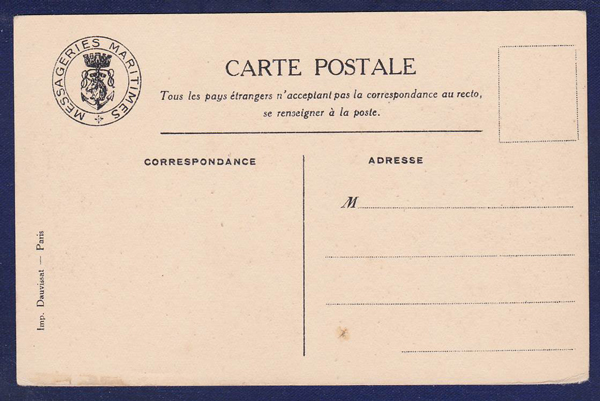 MESSAGERIES MARITIMES
CARTE POSTALE
Tous les pays étrangers n'acceptant pas la correspondance au recto,
se renseigner à la poste.
CORRESPONDANCE
ADRESSE
M
Imp. Dauvissat — Paris